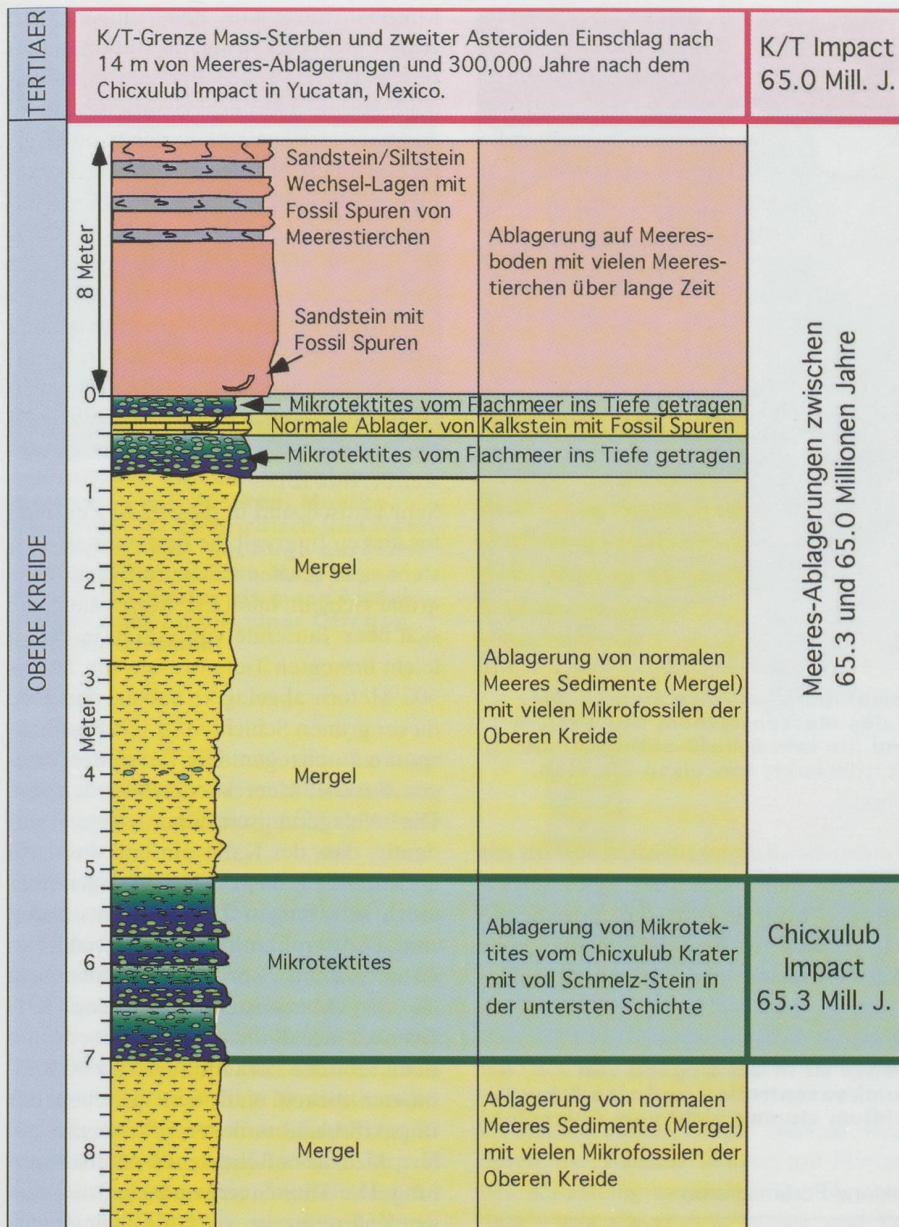 TERTIAER
K/T-Grenze Mass-Sterben und zweiter Asteroiden Einschlag nach
14 m von Meeres-Ablagerungen und 300,000 Jahre nach dem
Chicxulub Impact in Yucatan, Mexico.
K/T Impact
65.0 Mill. J.
OBERE KREIDE
8 Meter
Sandstein/Siltstein
Wechsel-Lagen mit
Fossil Spuren von
Meerestierchen
Sandstein mit
Fossil Spuren
Ablagerung auf Meeres-
boden mit vielen Meeres-
tierchen über lange Zeit
0
Mikrotektites vom Flachmeer ins Tiefe getragen
Normale Ablager. von Kalkstein mit Fossil Spuren
Mikrotektites vom Flachmeer ins Tiefe getragen
Meeres-Ablagerungen zwischen
65.3 und 65.0 Millionen Jahre
1
Mergel
2
3
Meter
Ablagerung von normalen
Meeres Sedimente (Mergel)
mit vielen Mikrofossilen der
Oberen Kreide
4
Mergel
5
6
Mikrotektites
Ablagerung von Mikrotek-
tites vom Chicxulub Krater
mit voll Schmelz-Stein in
der untersten Schichte
Chicxulub
Impact
65.3 Mill. J.
7
8
Mergel
Ablagerung von normalen
Meeres Sedimente (Mergel)
mit vielen Mikrofossilen der
Oberen Kreide